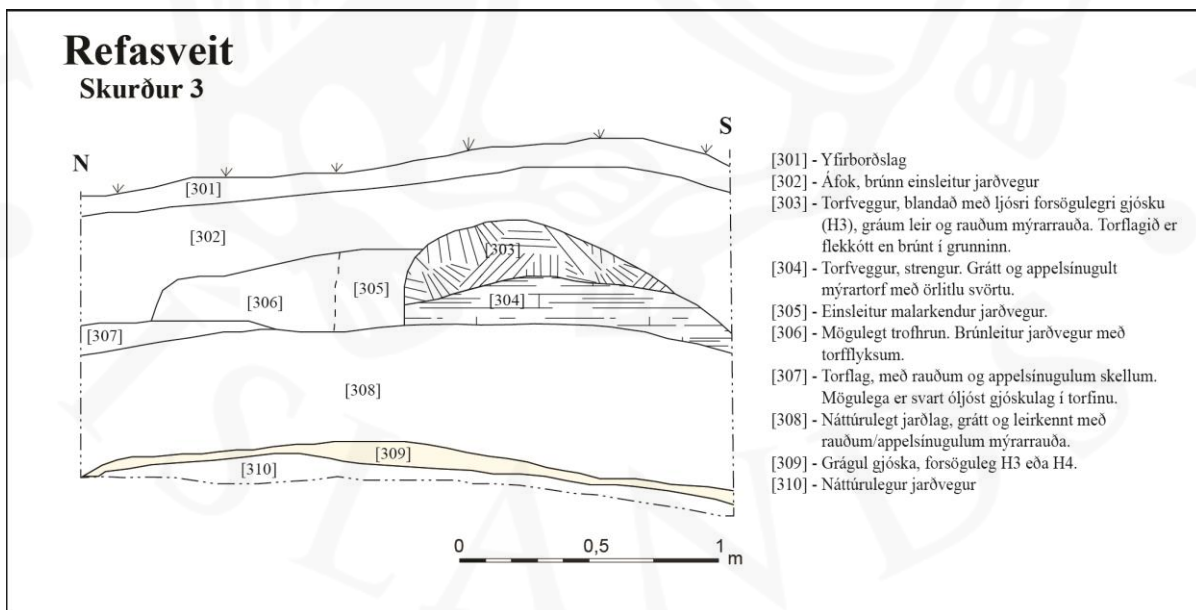 Refasveit
Skurður 3
N
S
[301]
[302]
[303]
[304]
[305]
[306]
[307]
[308]
[309]
[310]
0 0,5 1
m
[301] - Yfirborðslag
[302] - Áfok, brúnn einsleitur jarðvegur
[303] - Torfveggur, blandað með ljósri forsögulegri gjósku
(H3), gráum leir og rauðum mýrarrauða. Torflagið er
flekkótt en brúnt í grunninn.
[304] - Torfveggur, strengur. Grátt og appelsínugult
mýrartorf með örlitlu svörtu.
[305] - Einsleitur malarkendur jarðvegur.
[306] - Mögulegt trofhrun. Brúnleitur jarðvegur með
torfflyksum.
[307] - Torflag, með rauðum og appelsínugulum skellum.
Mögulega er svart óljóst gjóskulag í torfinu.
[308] - Náttúrulegt jarðlag, grátt og leirkennt með
rauðum/appelsínugulum mýrarrauða.
[309] - Grágul gjóska, forsöguleg H3 eða H4.
[310] - Náttúrulegur jarðvegur